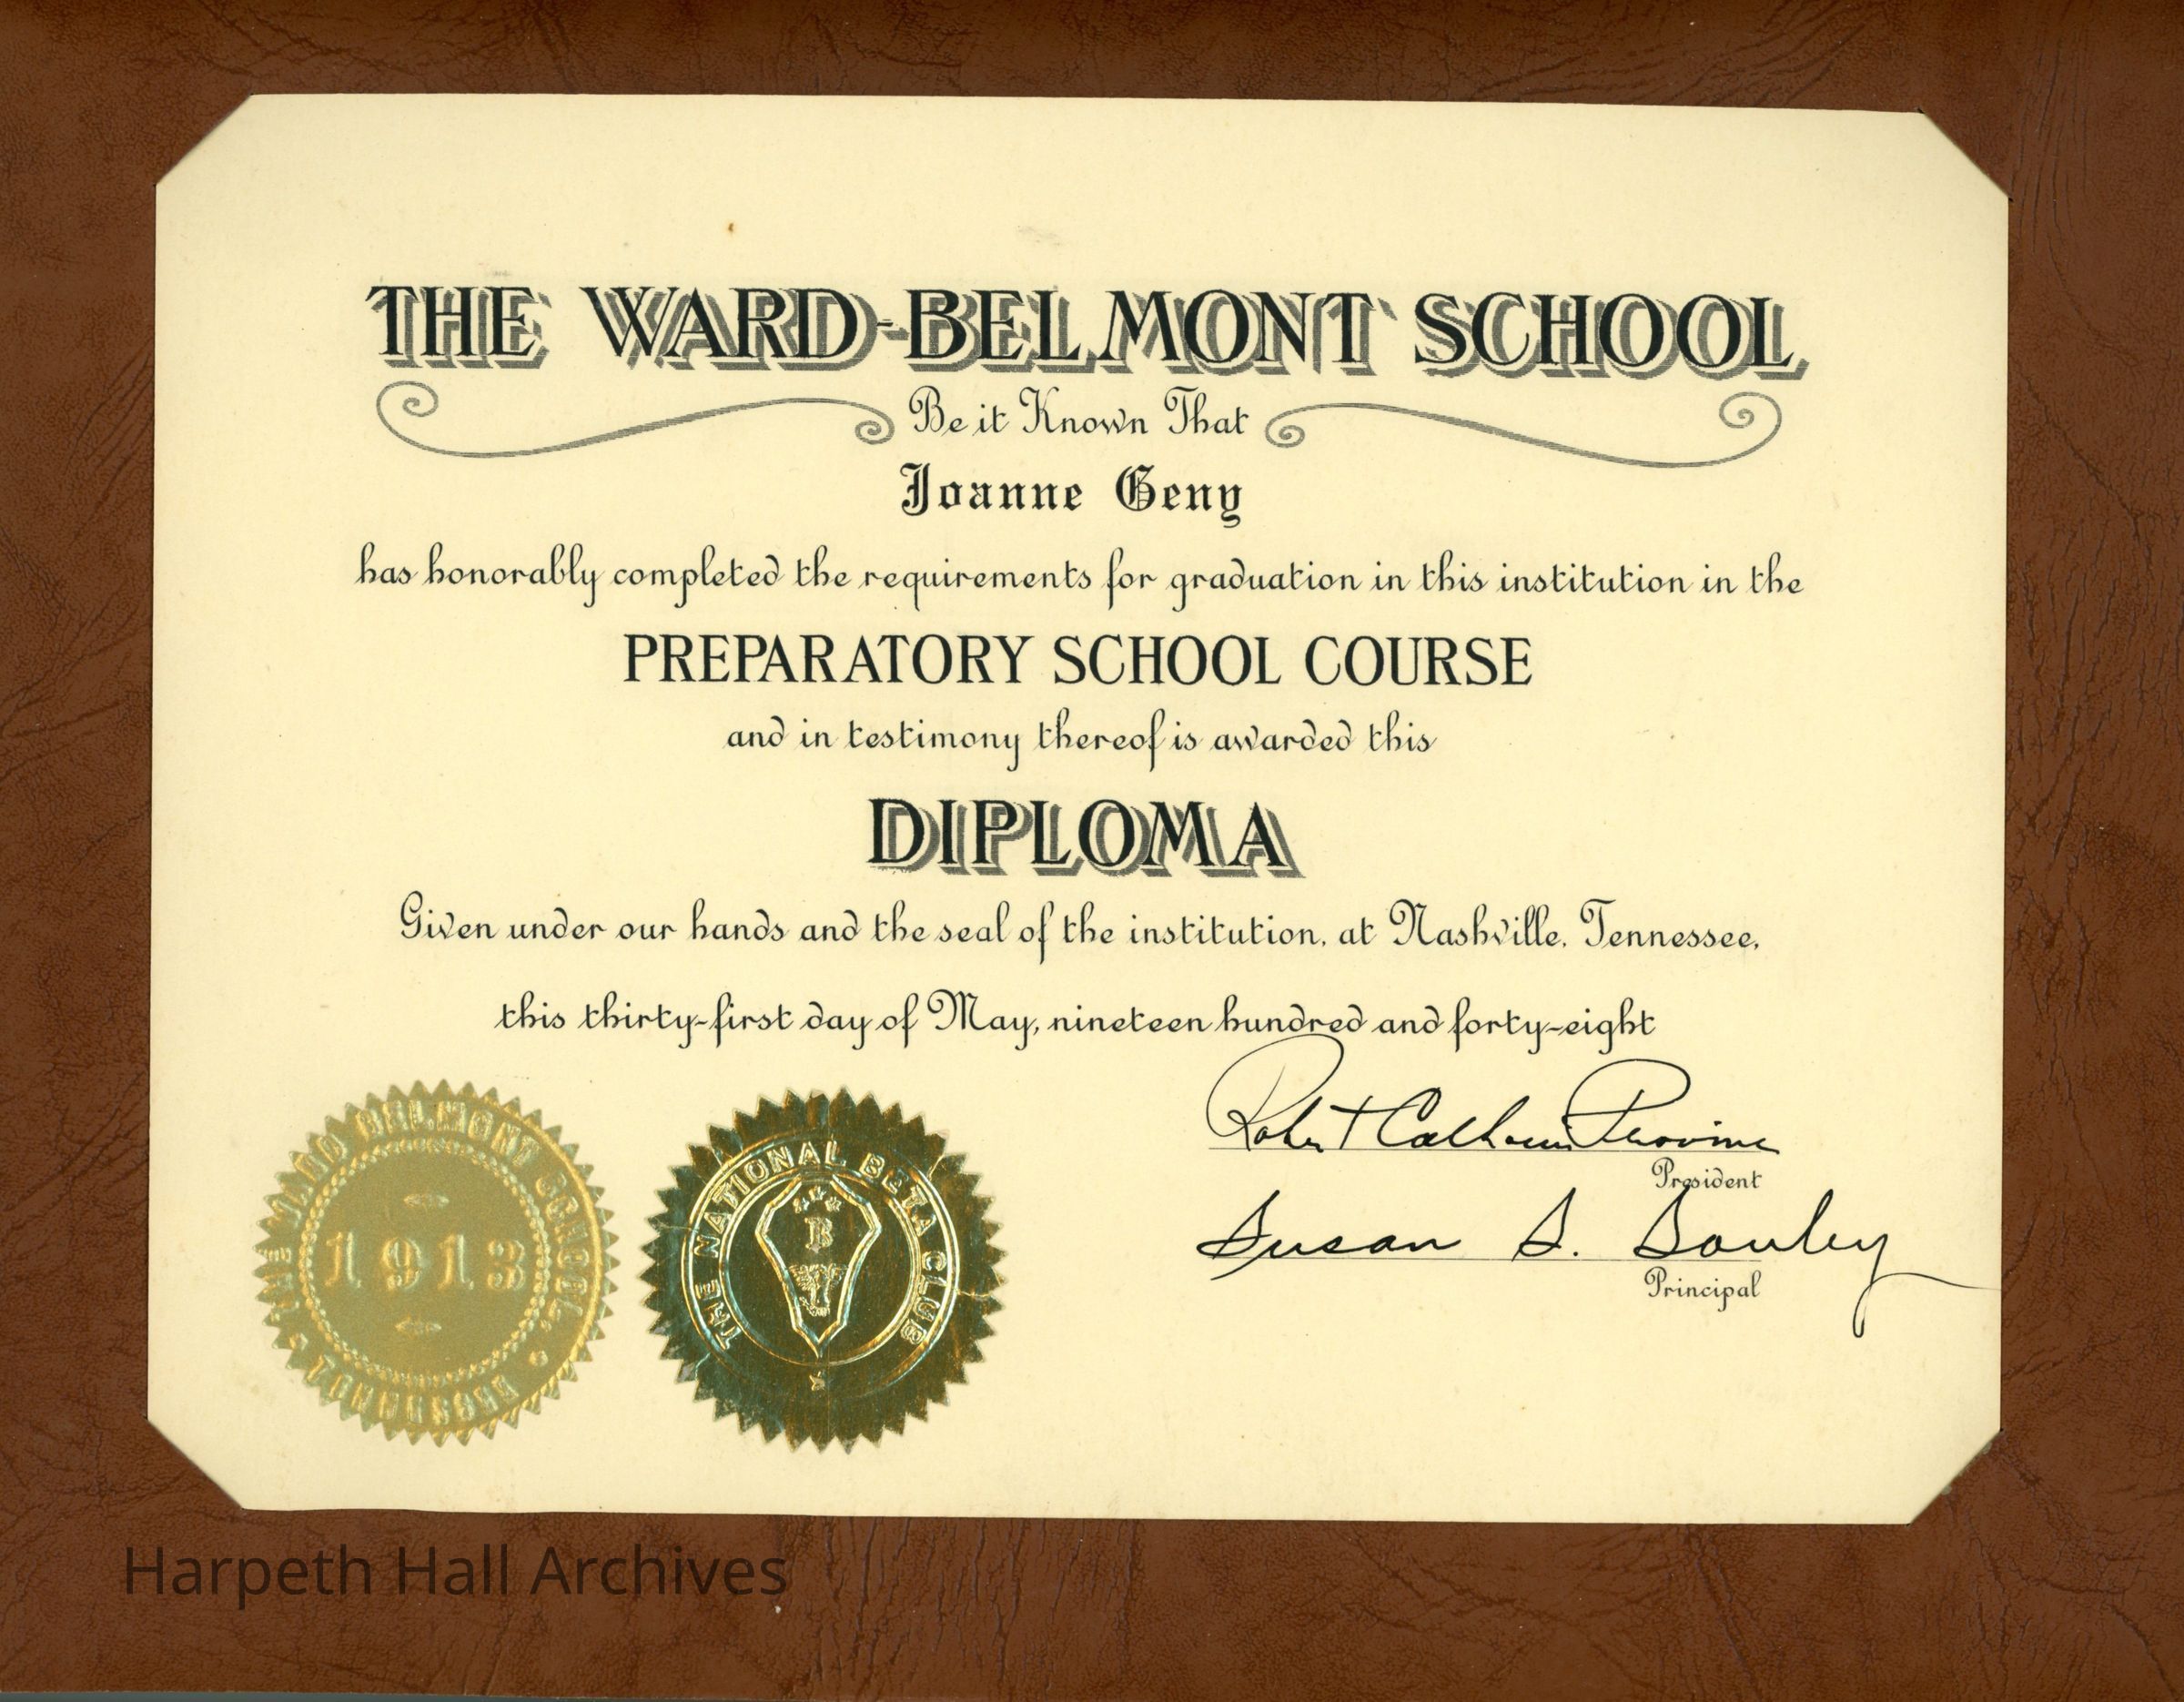 THE WARD-BELMONT SCHOOL
Be it Known That
Joanne Geny
has honorably completed the requirements for graduation in this institution in the
PREPARATORY SCHOOL COURSE
and in testimony thereof is awarded this
DIPLOMA
Given under our hands and the seal of the institution, at Nashville, Tennessee,
this thirty-first day of May, nineteen hundred and forty-eight
Robert Calhoun Provine
President
Susan S. Souby
Principal
THE WARD BELMONT SCHOOL
1913
TENNESSEE
THE NATIONAL BETA CLUB
B
Harpeth Hall Archives